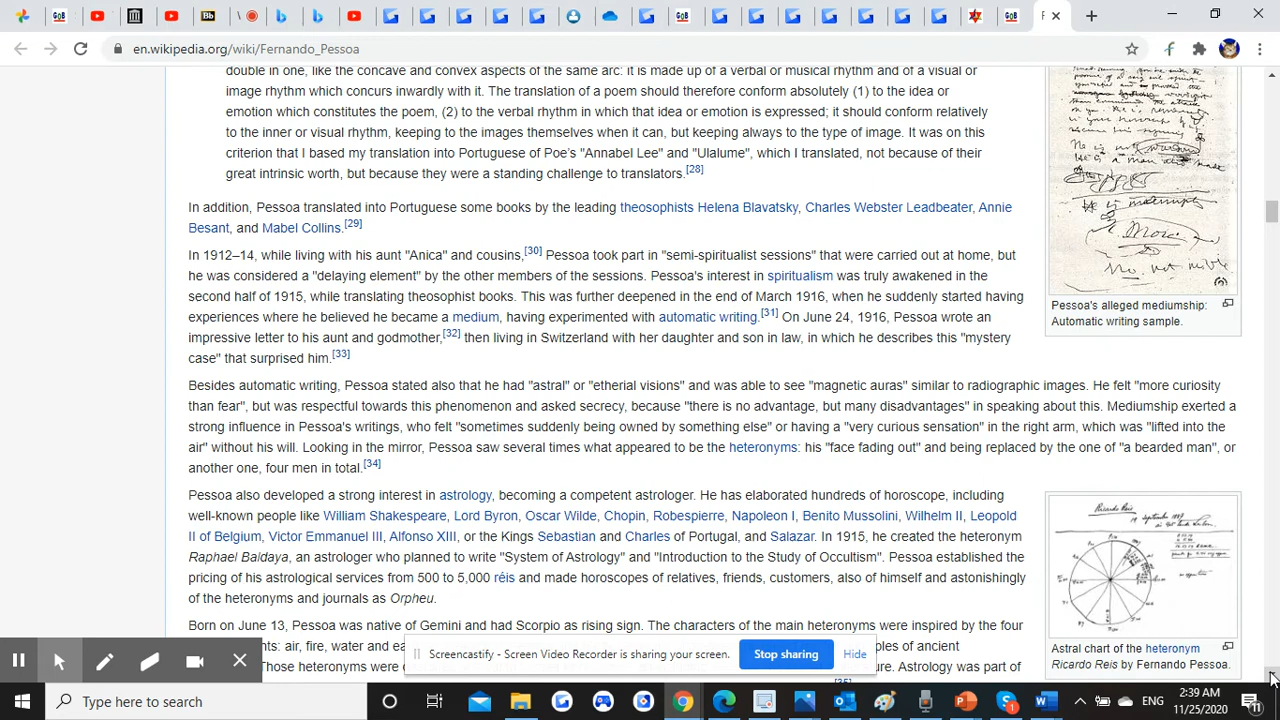 GOB
Bb
GOB
GOB
F
en.wikipedia.org/wiki/Fernando_Pessoa
double in one, like the concave and convex aspects of the same arc: it is made up of a verbal or musical rhythm and of a visual or
image rhythm which concurs inwardly with it. The translation of a poem should therefore conform absolutely (1) to the idea or
emotion which constitutes the poem, (2) to the verbal rhythm in which that idea or emotion is expressed; it should conform relatively
to the inner or visual rhythm, keeping to the images themselves when it can, but keeping always to the type of image. It was on this
criterion that I based my translation into Portuguese of Poe's "Annabel Lee" and "Ulalume", which I translated, not because of their
great intrinsic worth, but because they were a standing challenge to translators.[28]
In addition, Pessoa translated into Portuguese some books by the leading theosophists Helena Blavatsky, Charles Webster Leadbeater, Annie
Besant, and Mabel Collins.[29]
In 1912–14, while living with his aunt "Anica" and cousins,[30] Pessoa took part in "semi-spiritualist sessions" that were carried out at home, but
he was considered a "delaying element" by the other members of the sessions. Pessoa's interest in spiritualism was truly awakened in the
second half of 1915, while translating theosophist books. This was further deepened in the end of March 1916, when he suddenly started having
experiences where he believed he became a medium, having experimented with automatic writing.[31] On June 24, 1916, Pessoa wrote an
impressive letter to his aunt and godmother,[32] then living in Switzerland with her daughter and son in law, in which he describes this "mystery
case" that surprised him.[33]
Pessoa's alleged mediumship:
Automatic writing sample.
Besides automatic writing, Pessoa stated also that he had "astral" or "etherial visions" and was able to see "magnetic auras" similar to radiographic images. He felt "more curiosity
than fear", but was respectful towards this phenomenon and asked secrecy, because "there is no advantage, but many disadvantages" in speaking about this. Mediumship exerted a
strong influence in Pessoa's writings, who felt "sometimes suddenly being owned by something else" or having a "very curious sensation" in the right arm, which was "lifted into the
air" without his will. Looking in the mirror, Pessoa saw several times what appeared to be the heteronyms: his "face fading out" and being replaced by the one of "a bearded man", or
another one, four men in total.[34]
Pessoa also developed a strong interest in astrology, becoming a competent astrologer. He has elaborated hundreds of horoscope, including
well-known people like William Shakespeare, Lord Byron, Oscar Wilde, Chopin, Robespierre, Napoleon I, Benito Mussolini, Wilhelm II, Leopold
II of Belgium, Victor Emmanuel III, Alfonso XIII, or the Kings Sebastian and Charles of Portugal, and Salazar. In 1915, he created the heteronym
Raphael Baldaya, an astrologer who planned to write "System of Astrology" and "Introduction to the Study of Occultism". Pessoa established the
pricing of his astrological services from 500 to 5,000 réis and made horoscopes of relatives, friends, customers, also of himself and astonishingly
of the heteronyms and journals as Orpheu.
Ricardo Reis
Astral chart of the heteronym
Ricardo Reis by Fernando Pessoa.
Born on June 13, Pessoa was native of Gemini and had Scorpio as rising sign. The characters of the main heteronyms were inspired by the four
nts: air, fire, water and ea
ples of ancient
Those heteronyms were
ure. Astrology was part of
[35]
Screencastify - Screen Video Recorder is sharing your screen.
Stop sharing
Hide
Type here to search
ENG
2:39 AM
11/25/2020
11